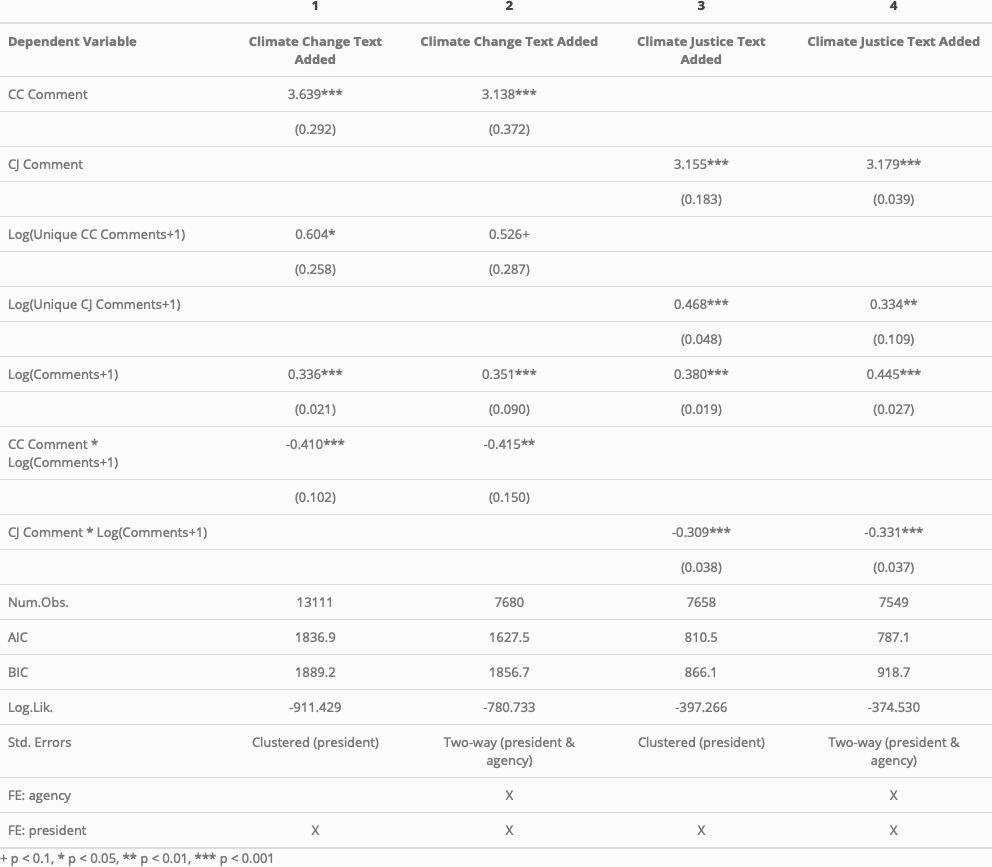 1 2 3 4
Dependent Variable Climate Change Text Added Climate Change Text Added Climate Justice Text Added Climate Justice Text Added
CC Comment 3.639*** 3.138***
(0.292) (0.372)
CJ Comment 3.155*** 3.179***
(0.183) (0.039)
Log(Unique CC Comments+1) 0.604* 0.526+
(0.258) (0.287)
Log(Unique CJ Comments+1) 0.468*** 0.334**
(0.048) (0.109)
Log(Comments+1) 0.336*** 0.351*** 0.380*** 0.445***
(0.021) (0.090) (0.019) (0.027)
CC Comment * Log(Comments+1) -0.410*** -0.415**
(0.102) (0.150)
CJ Comment * Log(Comments+1) -0.309*** -0.331***
(0.038) (0.037)
Num.Obs. 13111 7680 7658 7549
AIC 1836.9 1627.5 810.5 787.1
BIC 1889.2 1856.7 866.1 918.7
Log.Lik. -911.429 -780.733 -397.266 -374.530
Std. Errors Clustered (president) Two-way (president & agency) Clustered (president) Two-way (president & agency)
FE: agency X X
FE: president X X X X
+ p < 0.1, * p < 0.05, ** p < 0.01, *** p < 0.001